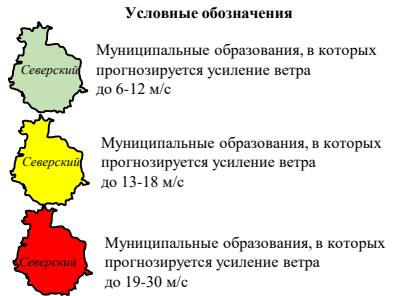 Условные обозначения
Северский
Муниципальные образования, в которых
прогнозируется усиление ветра
до 6-12 м/с
Северский
Муниципальные образования, в которых
прогнозируется усиление ветра
до 13-18 м/с
Северский
Муниципальные образования, в которых
прогнозируется усиление ветра
до 19-30 м/с